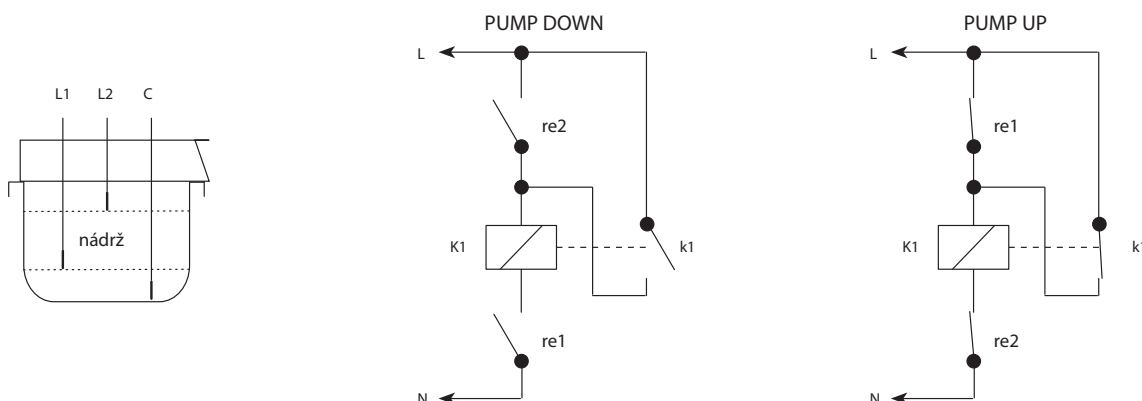 PUMP DOWN
PUMP UP
L
L
L1 L2 C
re2
re1
nádrž
K1
k1
K1
k1
re1
re2
N
N